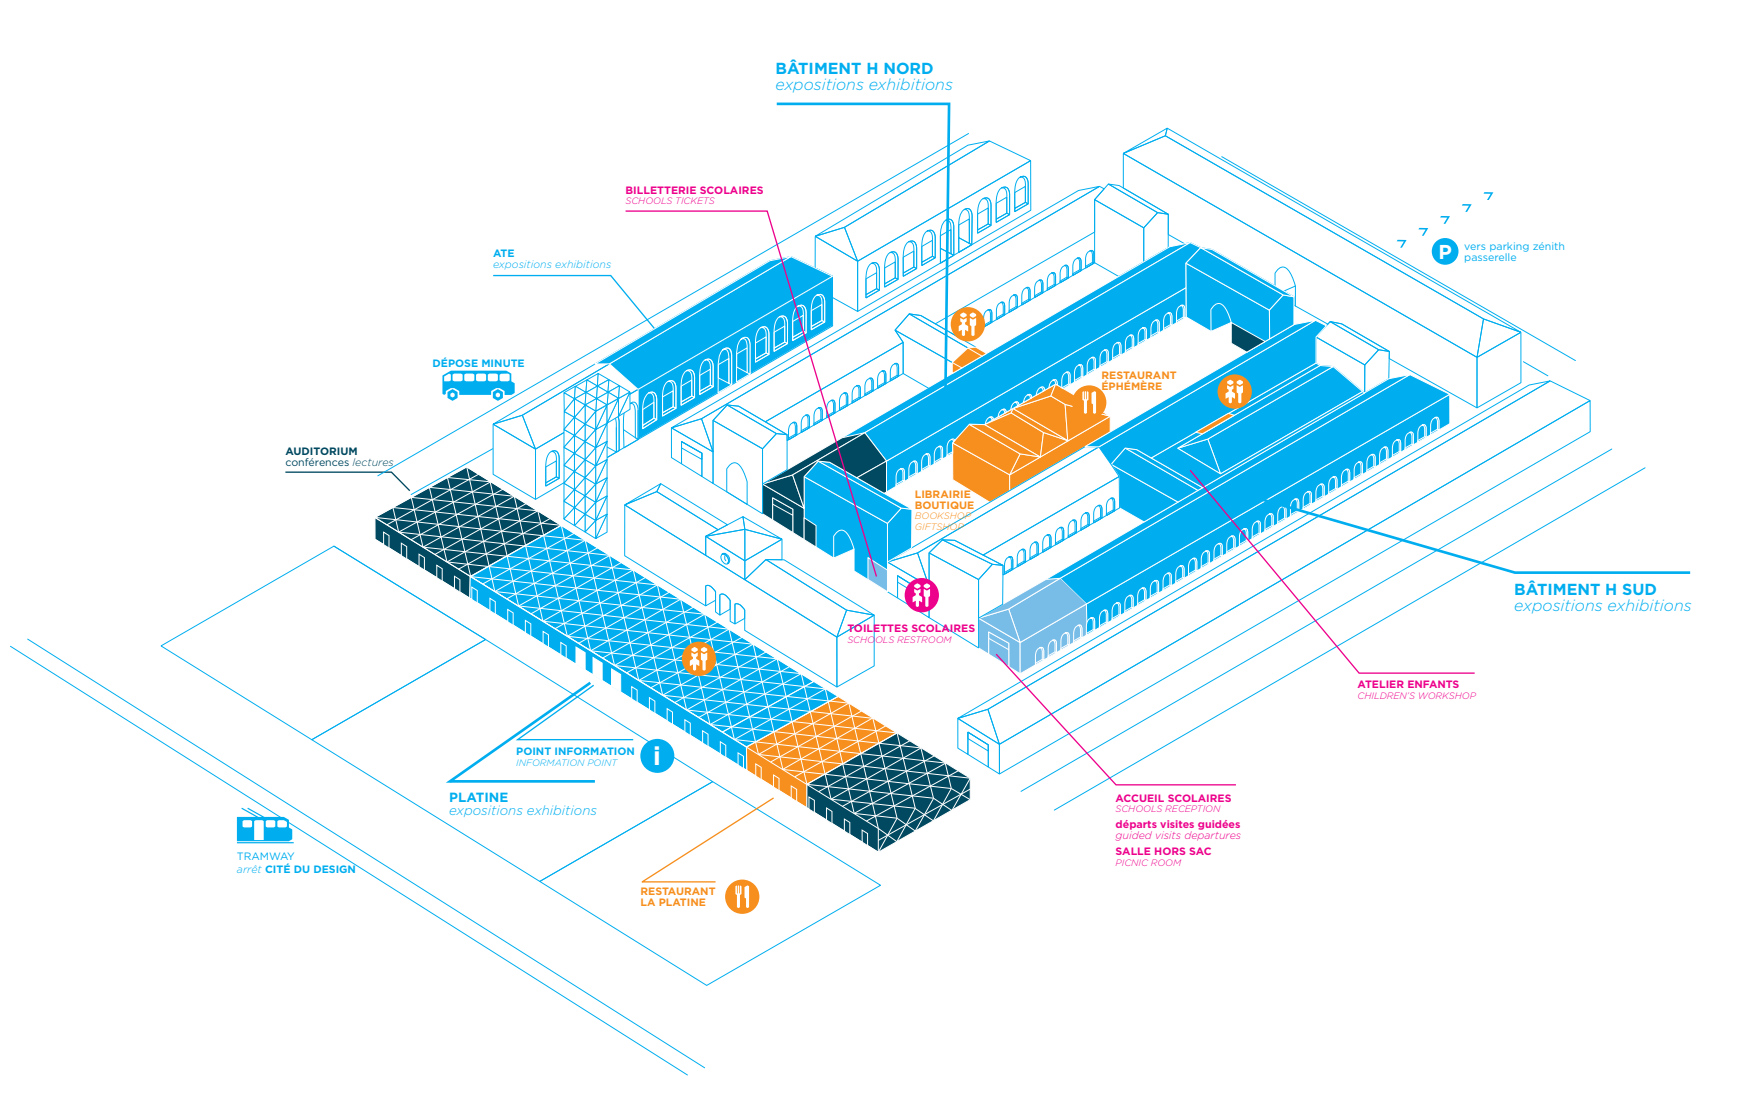 BÂTIMENT H NORD
expositions exhibitions
BILLETTERIE SCOLAIRES
SCHOOLS TICKETS
ATE
expositions exhibitions
P
vers parking zénith
passerelle
DÉPOSE MINUTE
RESTAURANT
ÉPHÉMÈRE
AUDITORIUM
conférences lectures
LIBRAIRIE
BOUTIQUE
BOOKSHOP
GIFTSHOP
BÂTIMENT H SUD
expositions exhibitions
TOILETTES SCOLAIRES
SCHOOLS RESTROOM
ATELIER ENFANTS
CHILDREN'S WORKSHOP
POINT INFORMATION
INFORMATION POINT
i
PLATINE
expositions exhibitions
ACCUEIL SCOLAIRES
SCHOOLS RECEPTION
départs visites guidées
guided visits departures
SALLE HORS SAC
PICNIC ROOM
TRAMWAY
arrêt CITÉ DU DESIGN
RESTAURANT
LA PLATINE